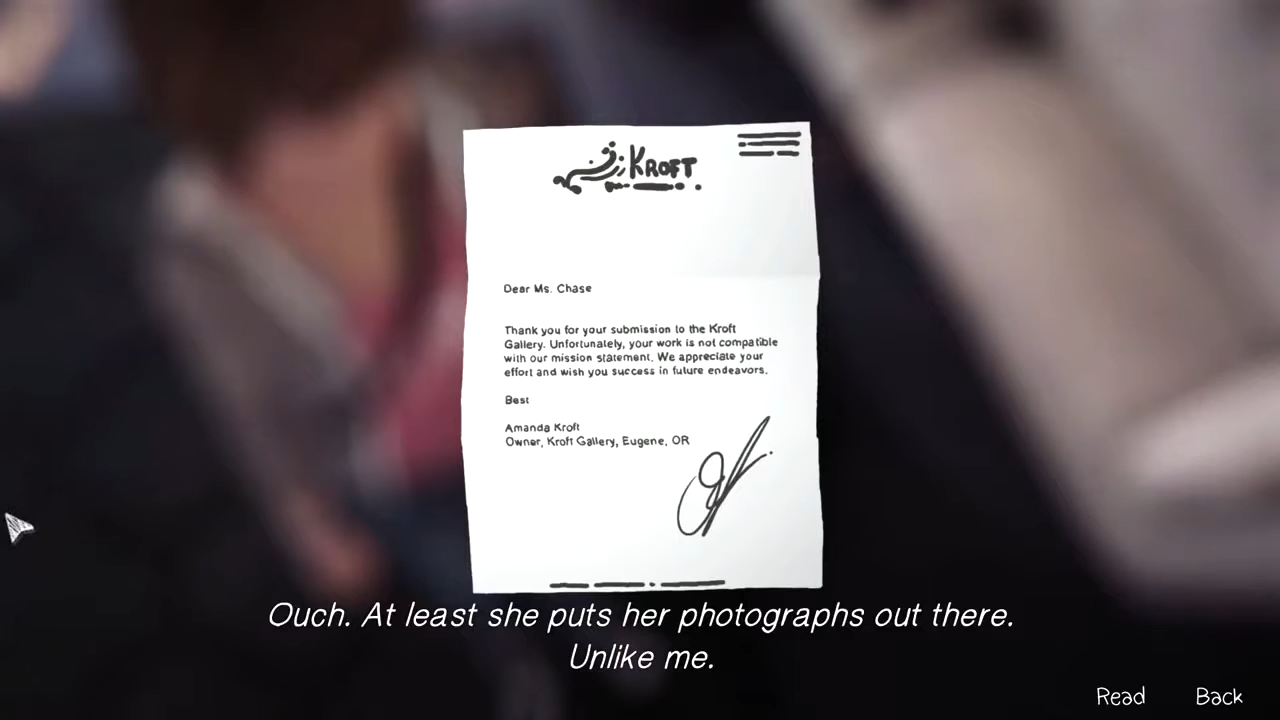 KROFT
Dear Ms. Chase
Thank you for your submission to the Kroft
Gallery. Unfortunately, your work is not compatible
with our mission statement. We appreciate your
effort and wish you success in future endeavors.
Best
Amanda Kroft
Owner, Kroft Gallery, Eugene, OR
Ouch. At least she puts her photographs out there.
Unlike me.
Read
Back